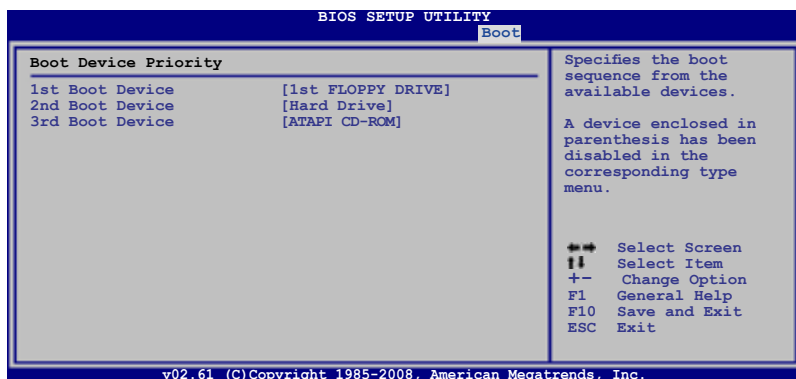 BIOS SETUP UTILITY
Boot
Boot Device Priority
1st Boot Device [1st FLOPPY DRIVE]
2nd Boot Device [Hard Drive]
3rd Boot Device [ATAPI CD-ROM]
Specifies the boot
sequence from the
available devices.
A device enclosed in
parenthesis has been
disabled in the
corresponding type
menu.
←→ Select Screen
↑↓ Select Item
+- Change Option
F1 General Help
F10 Save and Exit
ESC Exit
v02.61 (C)Copyright 1985-2008, American Megatrends, Inc.